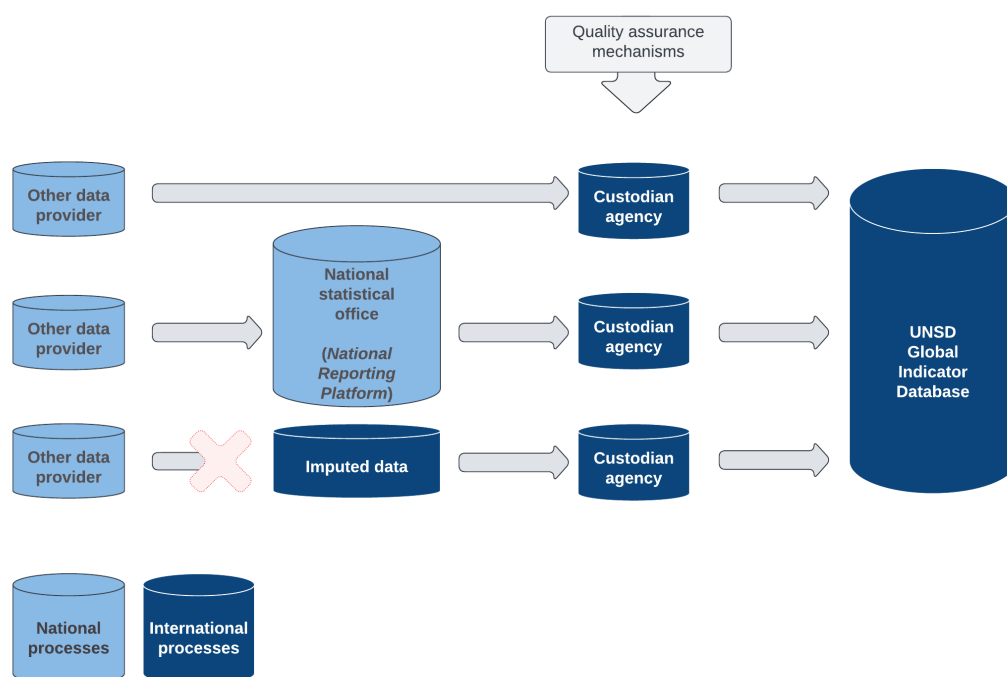 Quality assurance
mechanisms
Other data
provider
Custodian
agency
National
statistical
office
(National
Reporting
Platform)
Other data
provider
Custodian
agency
UNSD
Global
Indicator
Database
Other data
provider
Imputed data
Custodian
agency
National
processes
International
processes